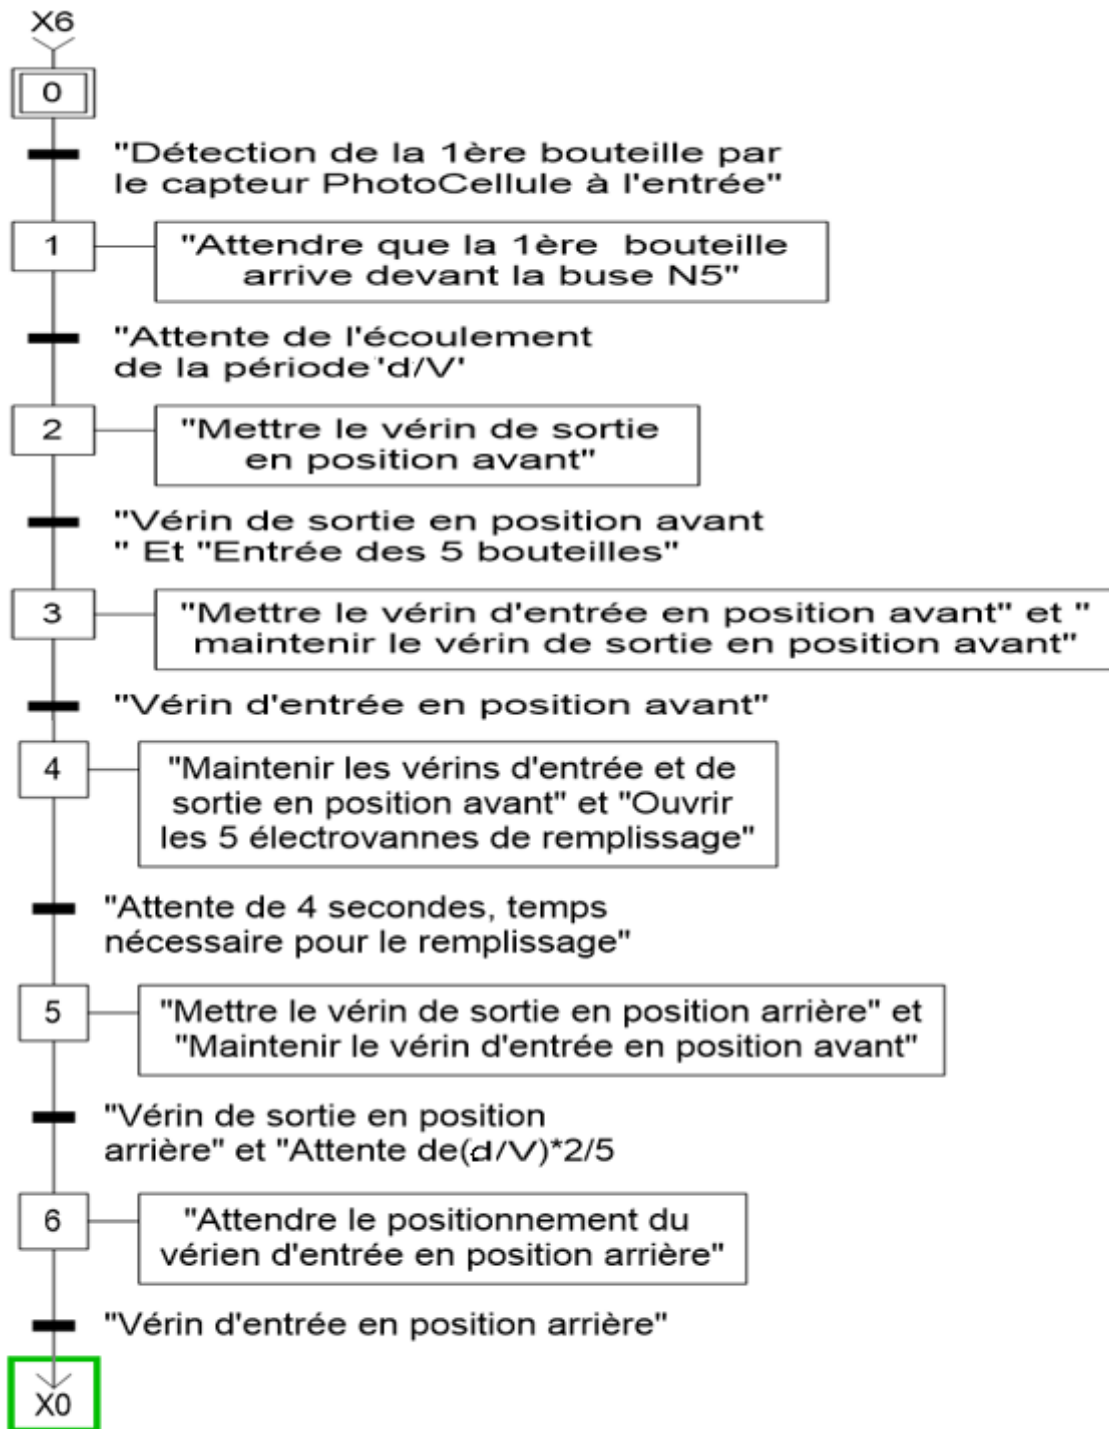 X6
0
"Détection de la 1ère bouteille par
le capteur PhotoCellule à l'entrée"
1
"Attendre que la 1ère bouteille
arrive devant la buse N5"
"Attente de l'écoulement
de la période 'd/V'
2
"Mettre le vérin de sortie
en position avant"
"Vérin de sortie en position avant
" Et "Entrée des 5 bouteilles"
3
"Mettre le vérin d'entrée en position avant" et "
maintenir le vérin de sortie en position avant"
"Vérin d'entrée en position avant"
4
"Maintenir les vérins d'entrée et de
sortie en position avant" et "Ouvrir
les 5 électrovannes de remplissage"
"Attente de 4 secondes, temps
nécessaire pour le remplissage"
5
"Mettre le vérin de sortie en position arrière" et
"Maintenir le vérin d'entrée en position avant"
"Vérin de sortie en position
arrière" et "Attente de(d/V)*2/5
6
"Attendre le positionnement du
vérien d'entrée en position arrière"
"Vérin d'entrée en position arrière"
X0